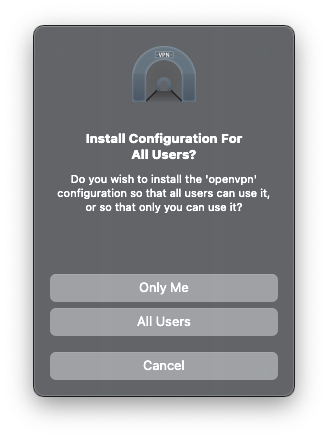 VPN
Install Configuration For
All Users?
Do you wish to install the 'openvpn'
configuration so that all users can use it,
or so that only you can use it?
Only Me
All Users
Cancel